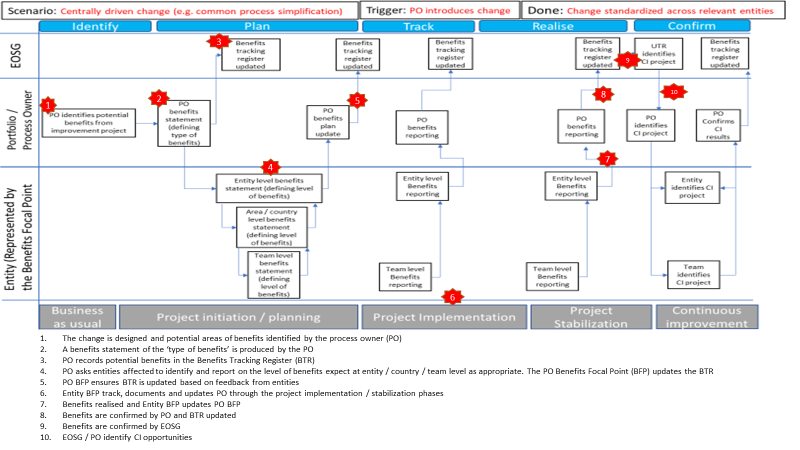 Scenario: Centrally driven change (e.g. common process simplification)
Trigger: PO introduces change
Done: Change standardized across relevant entities
Identify
Plan
Track
Realise
Confirm
EOSG
3
Benefits
tracking
register
updated
Benefits
tracking
register
updated
Benefits
tracking
register
updated
Benefits
tracking
register
updated
9
UTR
identifies
CI project
Benefits
tracking
register
updated
Portfolio /
Process Owner
1
PO identifies potential
benefits from
improvement project
2
PO
benefits
statement
(defining
type of
benefits)
5
PO
benefits
plan
update
PO
benefits
reporting
8
PO
benefits
reporting
10
PO
identifies
CI project
PO
Confirms
CI
results
7
Entity (Represented by
the Benefits Focal Point)
4
Entity level benefits
statement (defining level
of benefits)
Area / country
level benefits
statement
(defining level
of benefits)
Team level
benefits
statement
(defining
level of
benefits)
Entity level
Benefits
reporting
Team level
Benefits
reporting
Entity level
Benefits
reporting
Team level
Benefits
reporting
Entity
identifies CI
project
Team
identifies
CI project
6
Business
as usual
Project initiation / planning
Project Implementation
Project
Stabilization
Continuous
improvement
1. The change is designed and potential areas of benefits identified by the process owner (PO)
2. A benefits statement of the 'type of benefits' is produced by the PO
3. PO records potential benefits in the Benefits Tracking Register (BTR)
4. PO asks entities affected to identify and report on the level of benefits expect at entity / country / team level as appropriate. The PO Benefits Focal Point (BFP) updates the BTR
5. PO BFP ensures BTR is updated based on feedback from entities
6. Entity BFP track, documents and updates PO through the project implementation / stabilization phases
7. Benefits realised and Entity BFP updates PO BFP
8. Benefits are confirmed by PO and BTR updated
9. Benefits are confirmed by EOSG
10. EOSG / PO identify CI opportunities